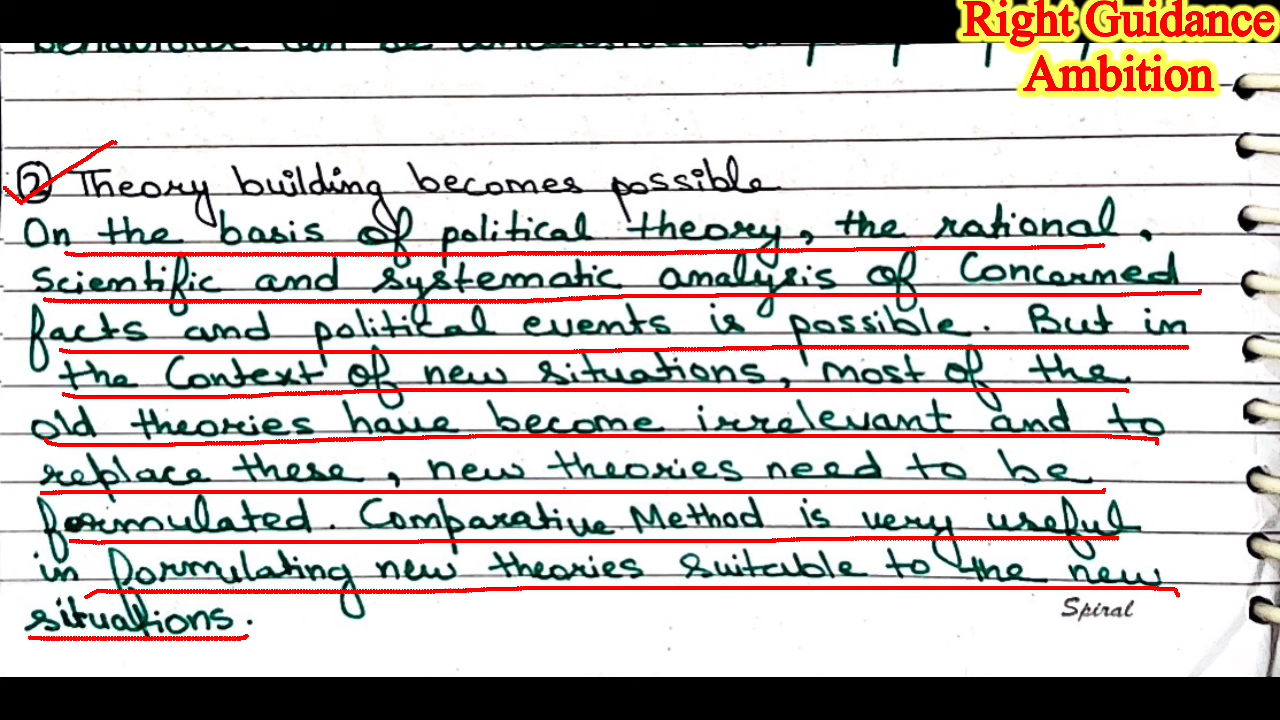 Right Guidance
Ambition
can be
② Theory building becomes possible
On the basis of political theory, the rational,
scientific and systematic analysis of Concerned
facts and political events is possible. But in
the Context of new situations, most of the
old theories have become irrelevant and to
replace these, new theories need to be
formulated. Comparative Method is very useful
in formulating new theories suitable to the new
situations.
Spiral